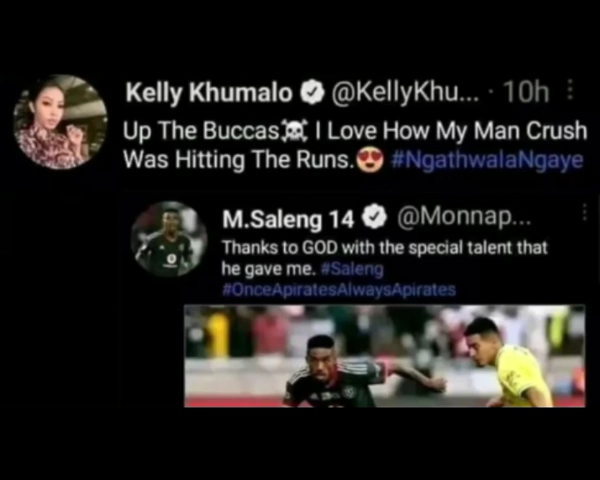 Kelly Khumalo @KellyKhu... · 10h
Up The Buccas☠️ I Love How My Man Crush
Was Hitting The Runs.😍 #NgathwalaNgaye
M.Saleng 14 @Monnap...
Thanks to GOD with the special talent that
he gave me. #Saleng
#OnceApiratesAlwaysApirates